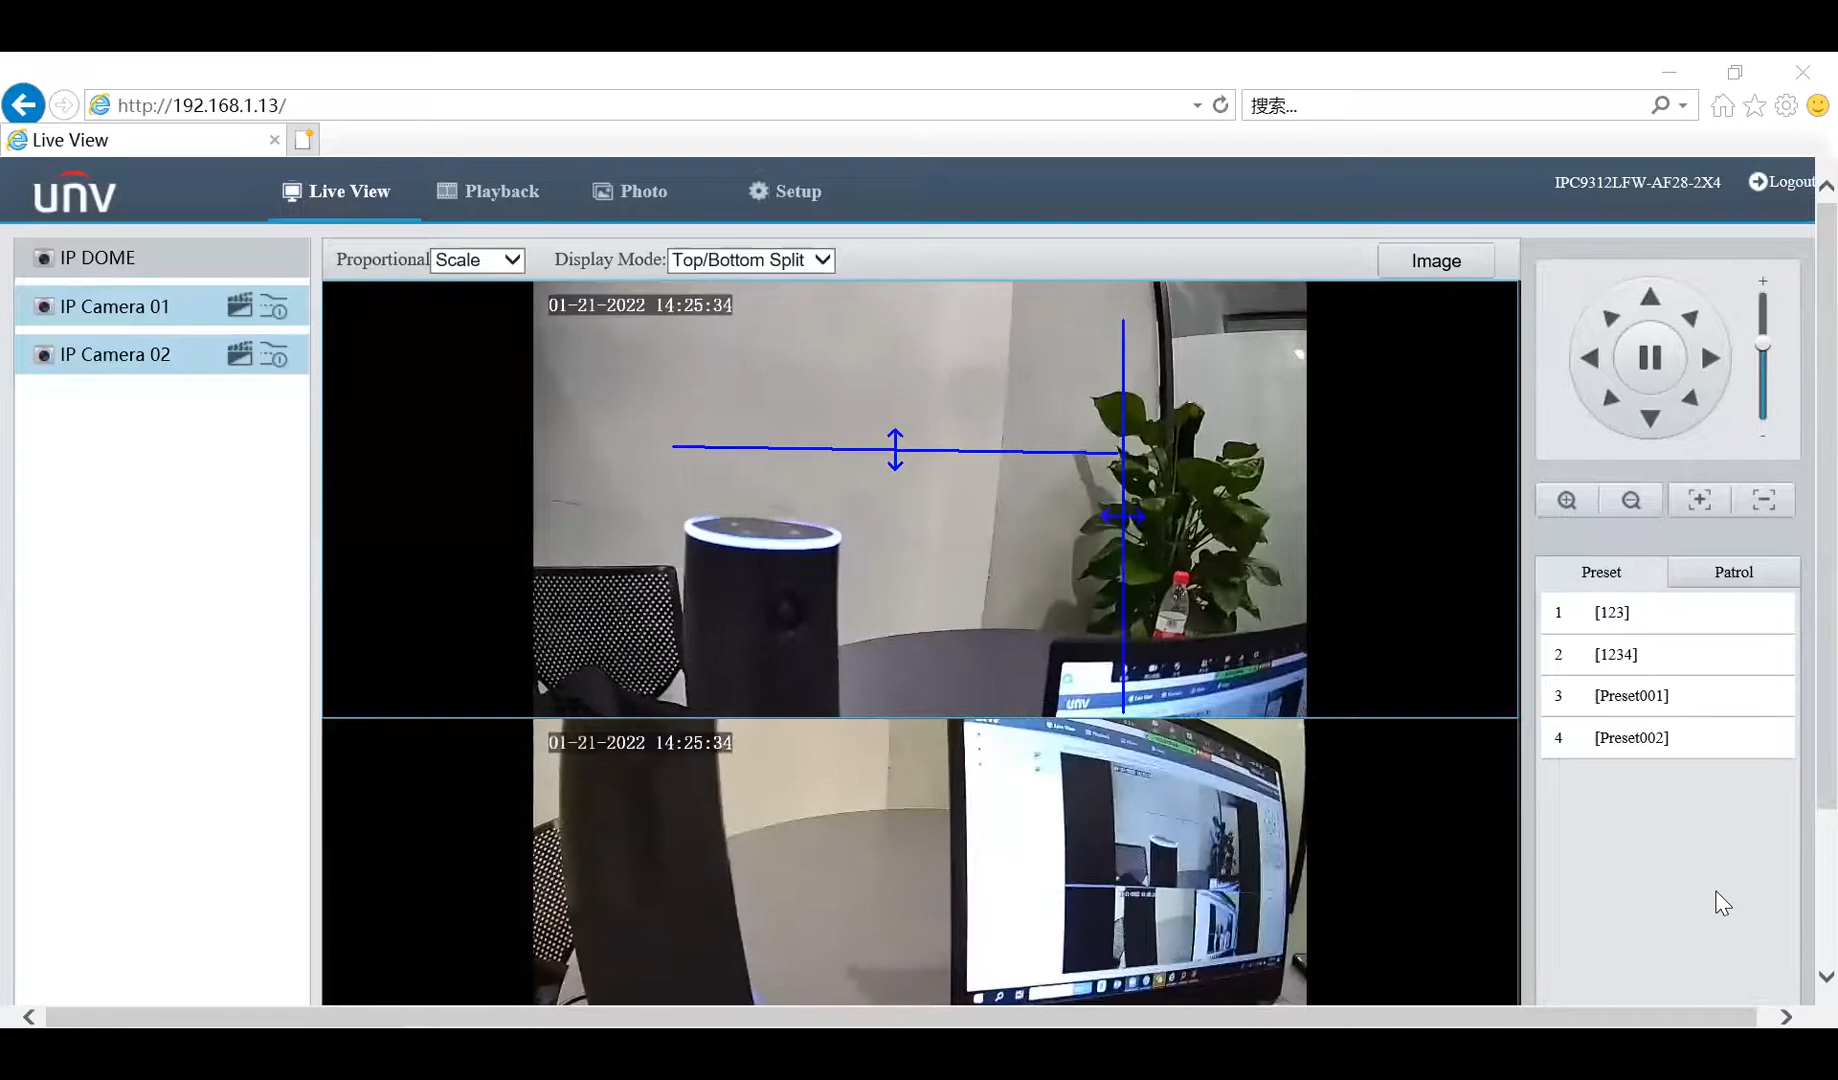 http://192.168.1.13/
搜索...
Live View
unv
Live View
Playback
Photo
Setup
IPC9312LFW-AF28-2X4
Logout
IP DOME
IP Camera 01
IP Camera 02
Proportional Scale
Display Mode: Top/Bottom Split
Image
01-21-2022 14:25:34
01-21-2022 14:25:34
Preset
Patrol
1 [123]
2 [1234]
3 [Preset001]
4 [Preset002]
unv